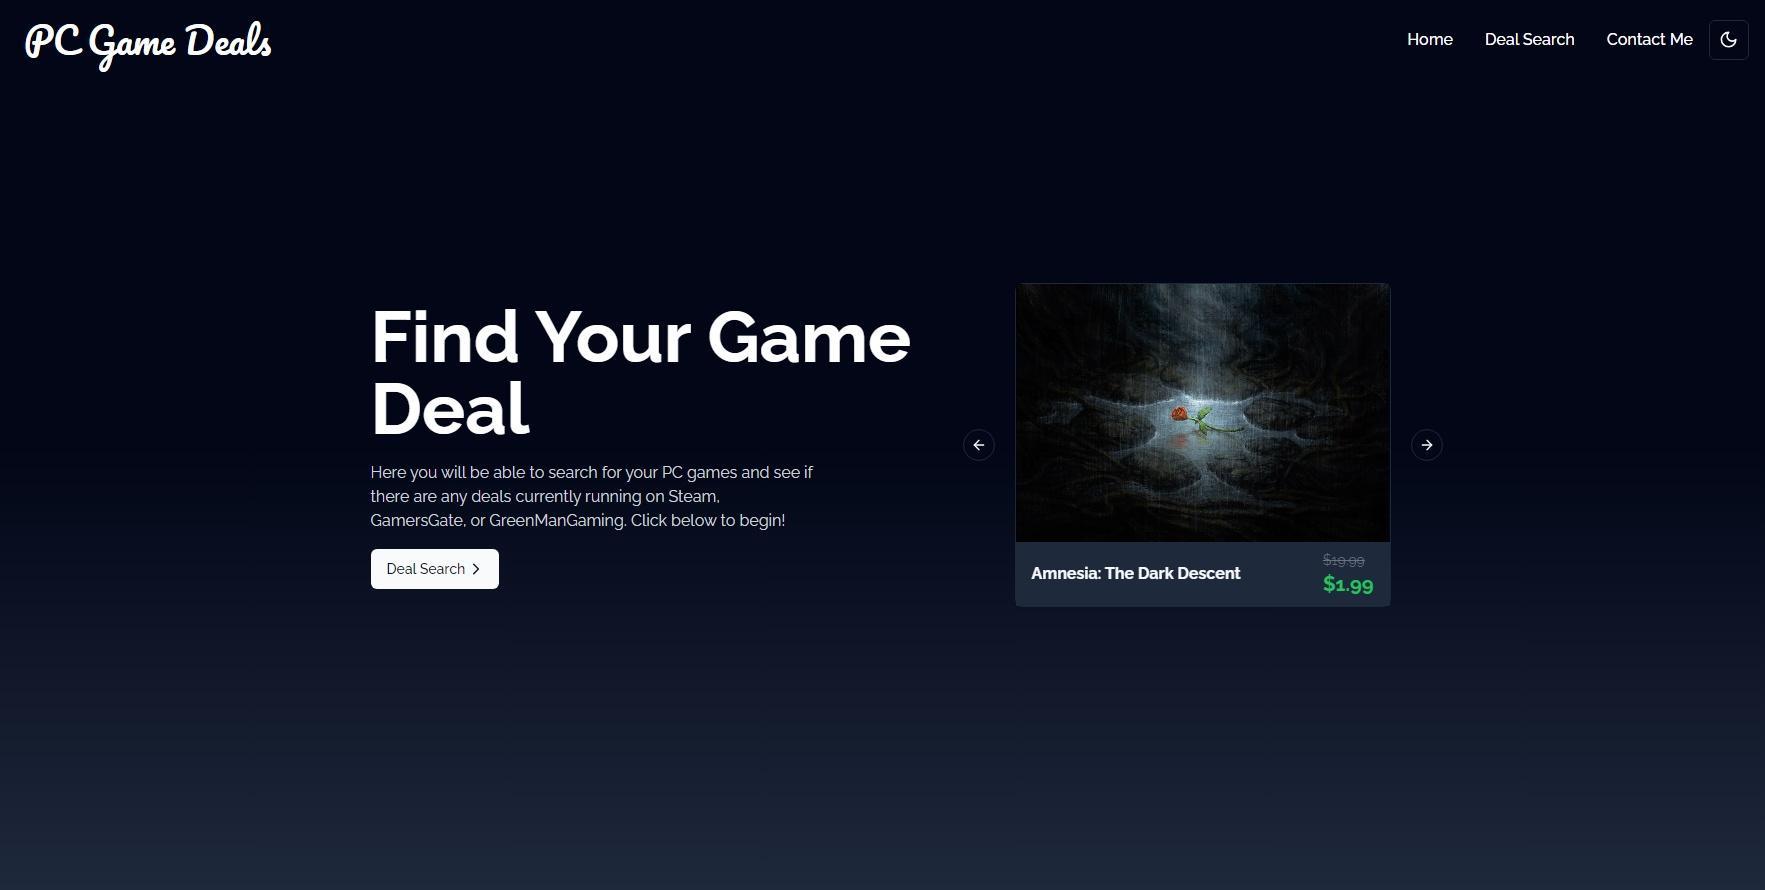 PC Game Deals
Home
Deal Search
Contact Me
Find Your Game
Deal
Here you will be able to search for your PC games and see if
there are any deals currently running on Steam,
GamersGate, or GreenManGaming. Click below to begin!
Deal Search
Amnesia: The Dark Descent
$19.99
$1.99